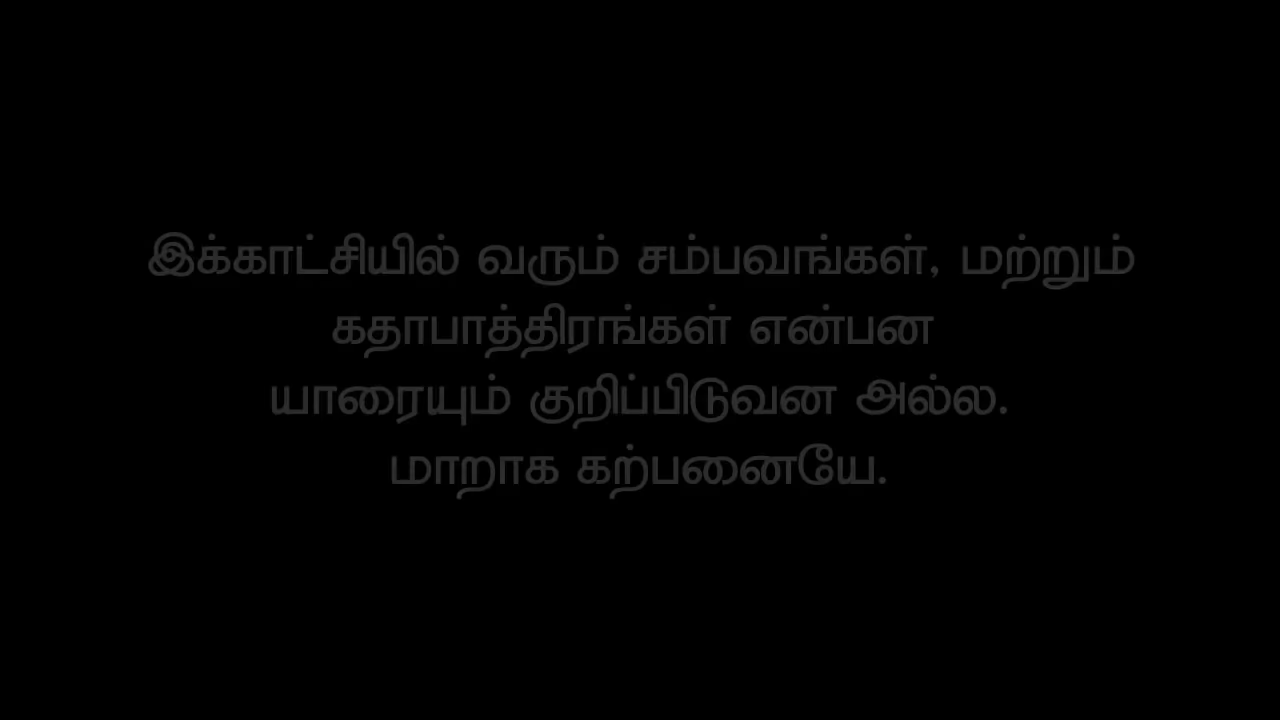 இக்காட்சியில் வரும் சம்பவங்கள், மற்றும்
கதாபாத்திரங்கள் என்பன
யாரையும் குறிப்பிடுவன அல்ல.
மாறாக கற்பனையே.